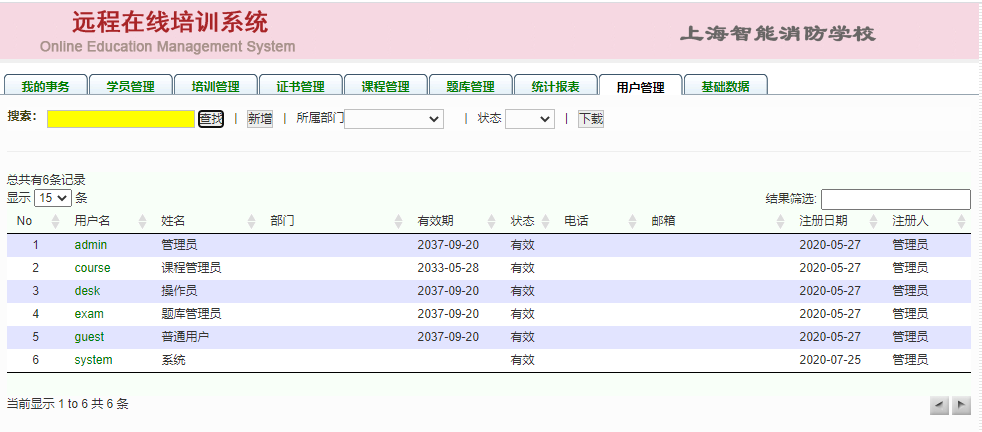 远程在线培训系统
Online Education Management System
上海智能消防学校
我的事务 学员管理 培训管理 证书管理 课程管理 题库管理 统计报表 用户管理 基础数据
搜索: 查找 | 新增 | 所属部门 | 状态 | 下载
总共有6条记录
显示 15 条 结果筛选:
No 用户名 姓名 部门 有效期 状态 电话 邮箱 注册日期 注册人
1 admin 管理员 2037-09-20 有效 2020-05-27 管理员
2 course 课程管理员 2033-05-28 有效 2020-05-27 管理员
3 desk 操作员 2037-09-20 有效 2020-05-27 管理员
4 exam 题库管理员 2037-09-20 有效 2020-05-27 管理员
5 guest 普通用户 2037-09-20 有效 2020-05-27 管理员
6 system 系统 有效 2020-07-25 管理员
当前显示 1 to 6 共 6 条